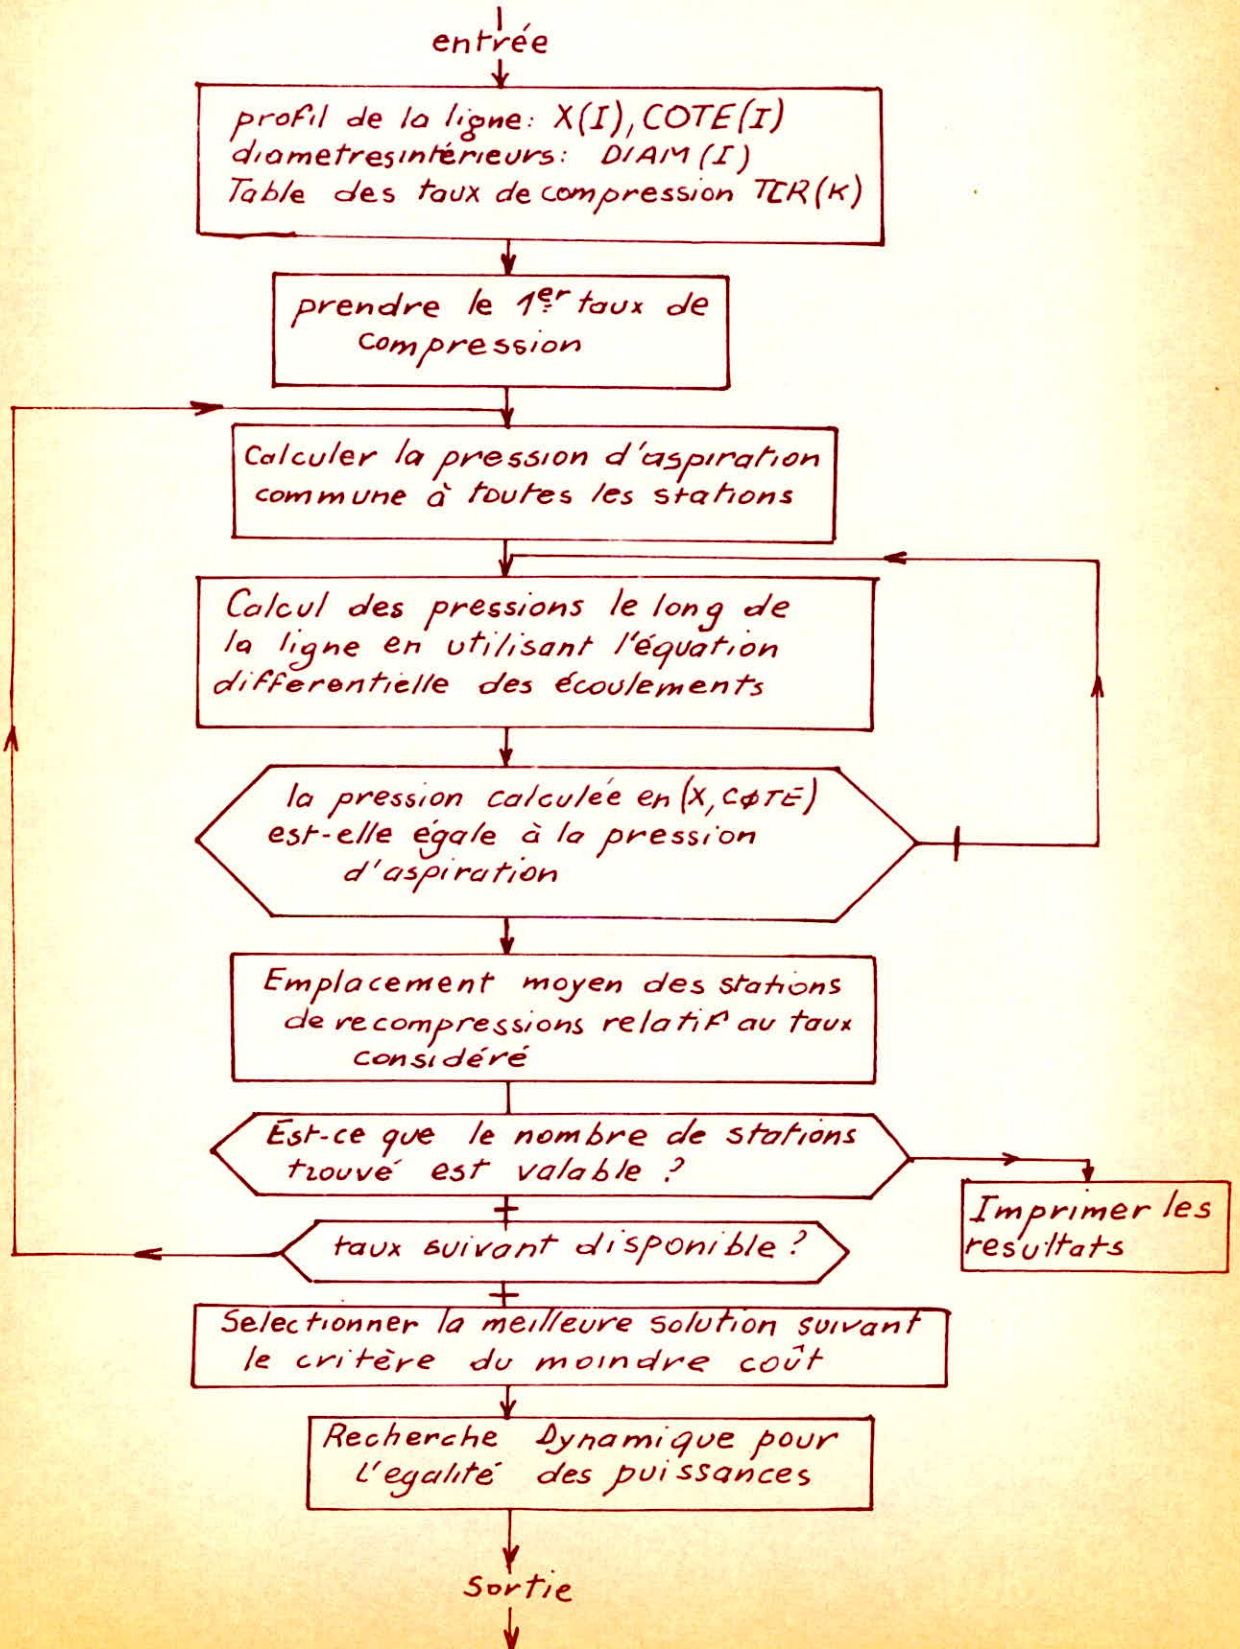 entrée
profil de la ligne: X(I), COTE(I)
diametresintérieurs: DIAM(I)
Table des taux de compression TCR(K)
prendre le 1er taux de
compression
Calculer la pression d'aspiration
commune à toutes les stations
Calcul des pressions le long de
la ligne en utilisant l'équation
differentielle des écoulements
la pression calculée en (X, CØTE)
est-elle égale à la pression
d'aspiration
Emplacement moyen des stations
de recompressions relatif au taux
considéré
Est-ce que le nombre de stations
trouvé est valable ?
Imprimer les
resultats
taux suivant disponible ?
Selectionner la meilleure solution suivant
le critère du moindre coût
Recherche Dynamique pour
l'egalité des puissances
Sortie